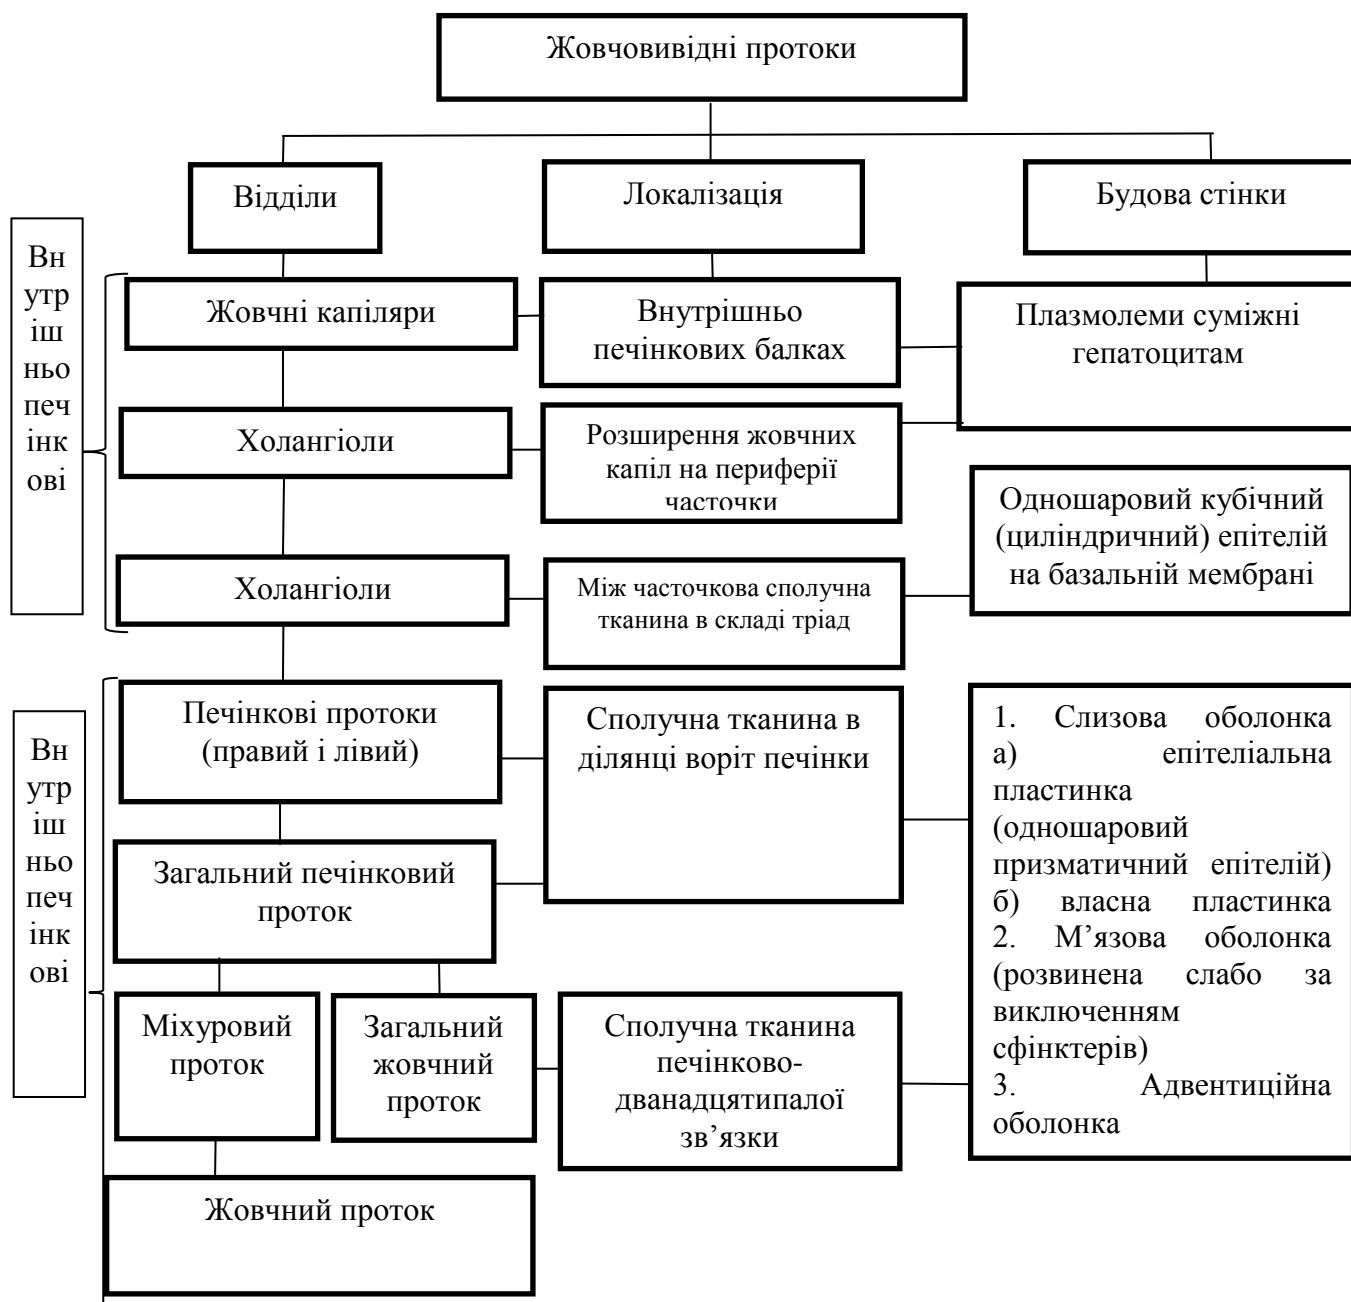 Жовчовивідні протоки
Відділи
Локалізація
Будова стінки
Вн
утр
іш
ньо
печ
інк
ові
Жовчні капіляри
Внутрішньо
печінкових балках
Плазмолеми суміжні
гепатоцитам
Холангіоли
Розширення жовчних
капіл на периферії
часточки
Одношаровий кубічний
(циліндричний) епітелій
на базальній мембрані
Холангіоли
Між часточкова сполучна
тканина в складі тріад
Вн
утр
іш
ньо
печ
інк
ові
Печінкові протоки
(правий і лівий)
Сполучна тканина в
ділянці воріт печінки
1. Слизова оболонка
а) епітеліальна
пластинка
(одношаровий
призматичний епітелій)
б) власна пластинка
2. М’язова оболонка
(розвинена слабо за
виключенням
сфінктерів)
3. Адвентиційна
оболонка
Загальний печінковий
проток
Міхуровий
проток
Загальний
жовчний
проток
Сполучна тканина
печінково-
дванадцятипалої
зв’язки
Жовчний проток